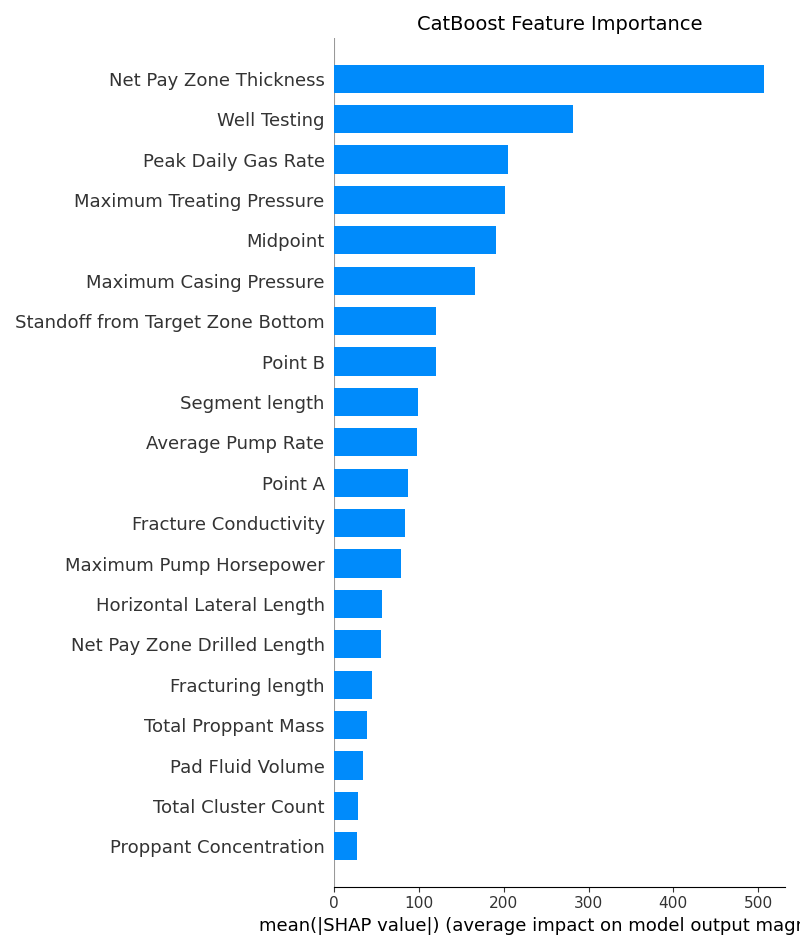 CatBoost Feature Importance
Net Pay Zone Thickness
Well Testing
Peak Daily Gas Rate
Maximum Treating Pressure
Midpoint
Maximum Casing Pressure
Standoff from Target Zone Bottom
Point B
Segment length
Average Pump Rate
Point A
Fracture Conductivity
Maximum Pump Horsepower
Horizontal Lateral Length
Net Pay Zone Drilled Length
Fracturing length
Total Proppant Mass
Pad Fluid Volume
Total Cluster Count
Proppant Concentration
0 100 200 300 400 500
mean(|SHAP value|) (average impact on model output magn